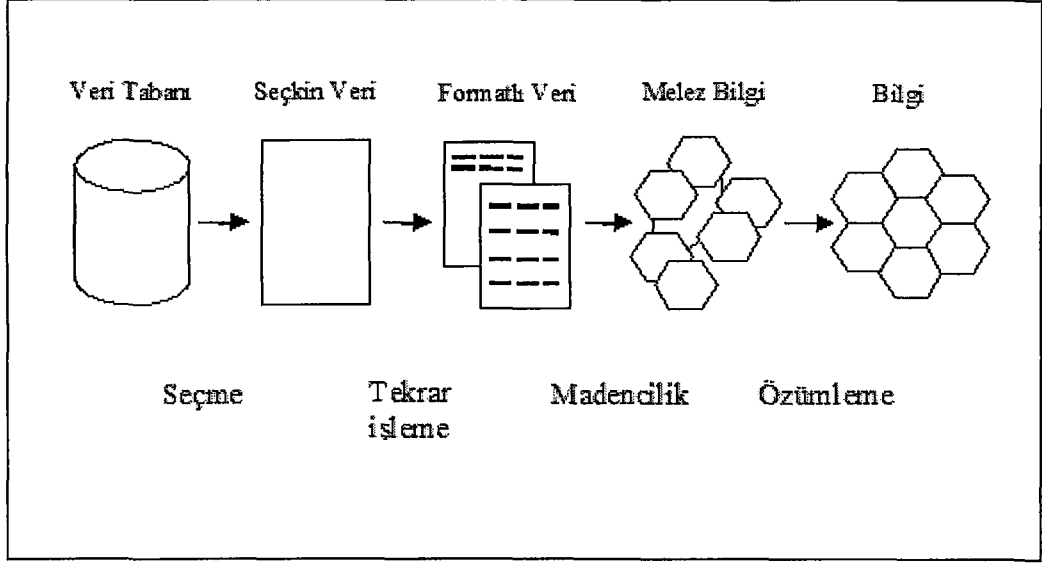 Veri Tabanı
Seçkin Veri
Formatlı Veri
Melez Bilgi
Bilgi
Seçme
Tekrar
işleme
Madencilik
Özümleme